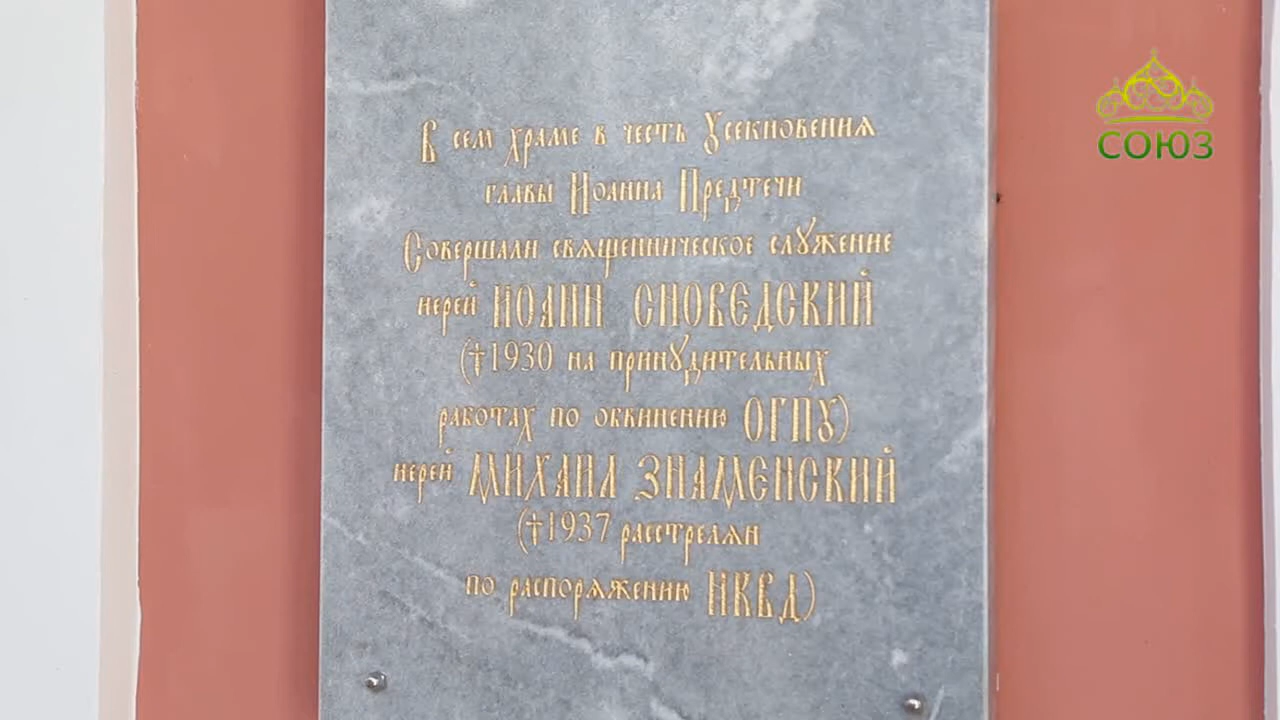 СОЮЗ
В сем храме в честь Усекновения
главы Иоанна Предтечи
Совершали священническое служение
иерей ИОАНН СНОВЕДСКИЙ
(✝1930 на принудительных
работах по обвинению ОГПУ)
иерей МИХАИЛ ЗНАМЕНСКИЙ
(✝1937 расстрелян
по распоряжению НКВД)